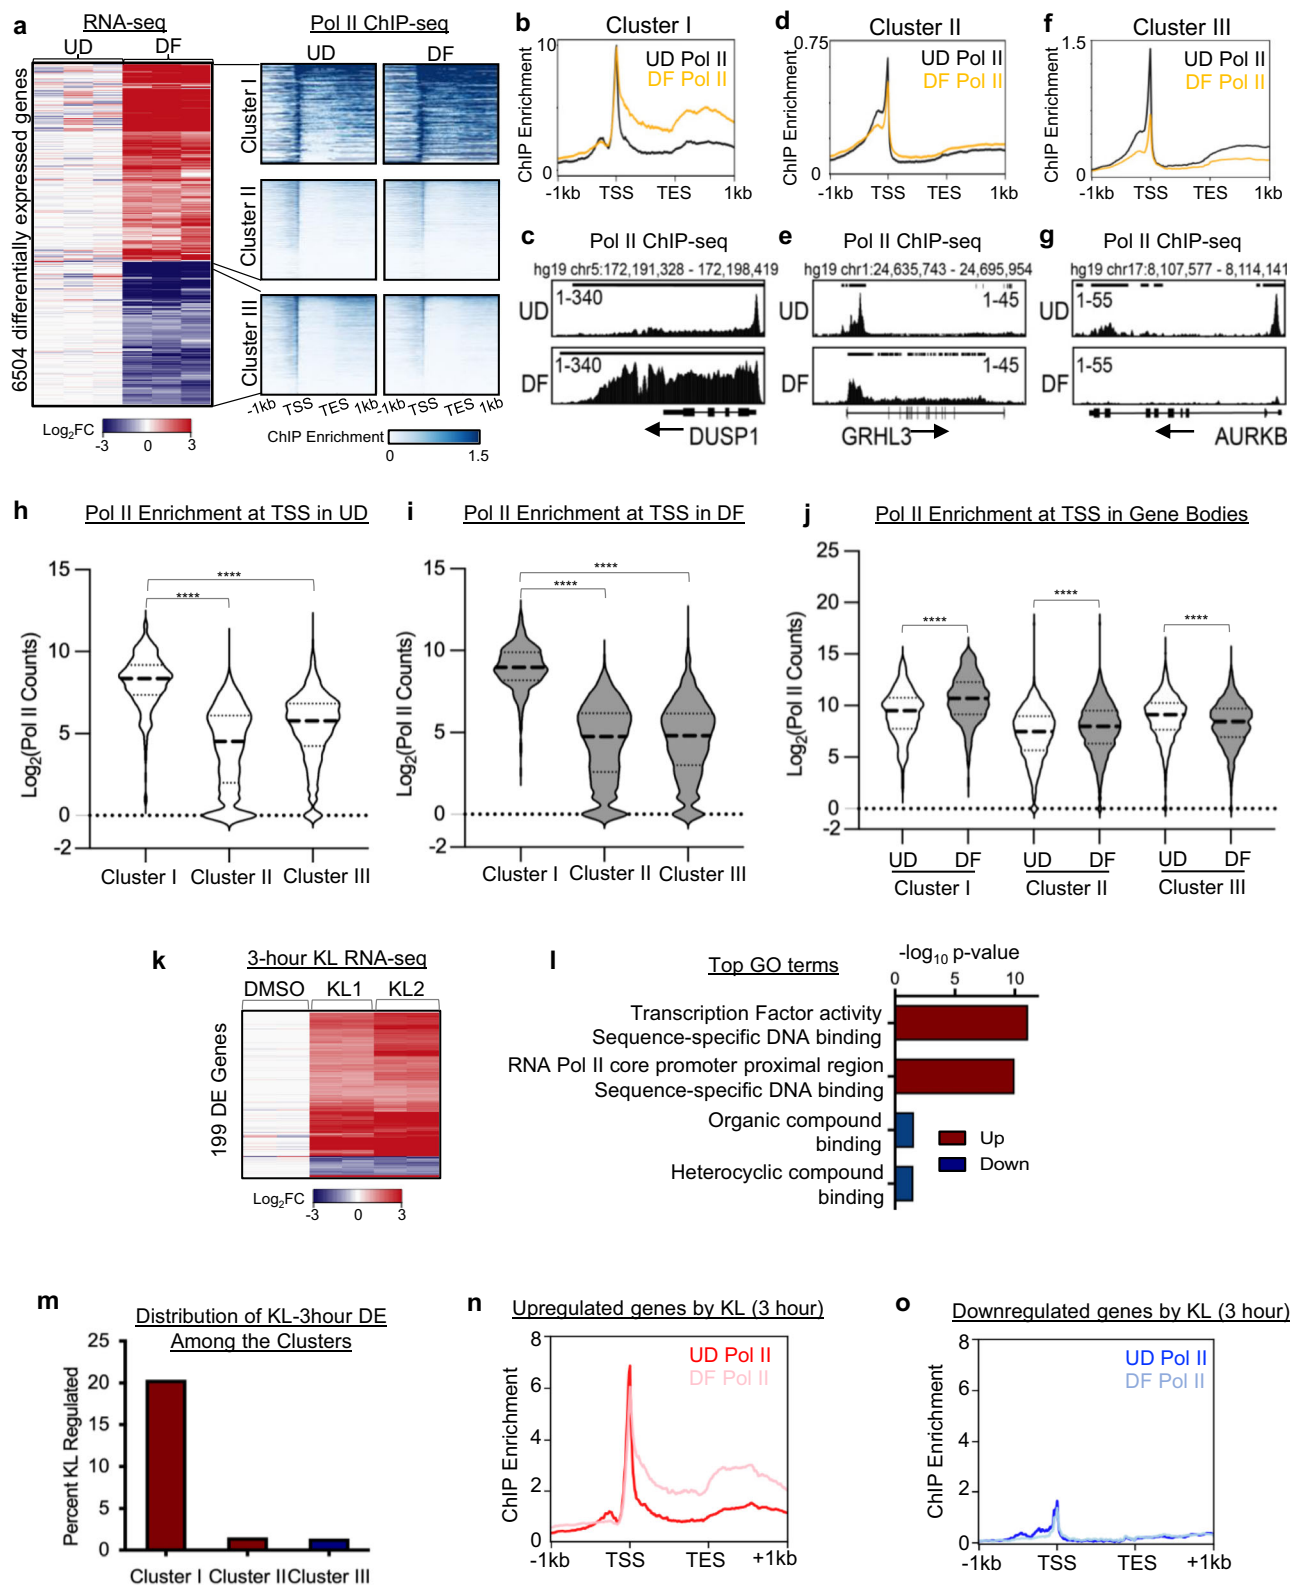 a
RNA-seq
UD DF
6504 differentially expressed genes
Log2FC
-3 0 3
Pol II ChIP-seq
UD DF
Cluster I
Cluster II
Cluster III
-1kb TSS TES 1kb -1kb TSS TES 1kb
ChIP Enrichment
0 1.5
b
Cluster I
ChIP Enrichment
10
0
UD Pol II
DF Pol II
-1kb TSS TES 1kb
d
Cluster II
ChIP Enrichment
0.75
0
UD Pol II
DF Pol II
-1kb TSS TES 1kb
f
Cluster III
ChIP Enrichment
1.5
0
UD Pol II
DF Pol II
-1kb TSS TES 1kb
c
Pol II ChIP-seq
hg19 chr5:172,191,328 - 172,198,419
UD
1-340
DF
1-340
DUSP1
e
Pol II ChIP-seq
hg19 chr1:24,635,743 - 24,695,954
UD
1-45
DF
1-45
GRHL3
g
Pol II ChIP-seq
hg19 chr17:8,107,577 - 8,114,141
UD
1-55
DF
1-55
AURKB
h
Pol II Enrichment at TSS in UD
Log2(Pol II Counts)
15
10
5
0
-2
****
****
Cluster I Cluster II Cluster III
i
Pol II Enrichment at TSS in DF
Log2(Pol II Counts)
15
10
5
0
-2
****
****
Cluster I Cluster II Cluster III
j
Pol II Enrichment at TSS in Gene Bodies
Log2(Pol II Counts)
25
20
15
10
5
0
-2
****
****
****
UD DF UD DF UD DF
Cluster I Cluster II Cluster III
k
3-hour KL RNA-seq
DMSO KL1 KL2
199 DE Genes
Log2FC
-3 0 3
l
Top GO terms
-log10 p-value
0 5 10
Transcription Factor activity
Sequence-specific DNA binding
RNA Pol II core promoter proximal region
Sequence-specific DNA binding
Organic compound
binding
Heterocyclic compound
binding
Up
Down
m
Distribution of KL-3hour DE
Among the Clusters
Percent KL Regulated
25
20
15
10
5
0
Cluster I Cluster II Cluster III
n
Upregulated genes by KL (3 hour)
ChIP Enrichment
8
6
4
2
0
UD Pol II
DF Pol II
-1kb TSS TES +1kb
o
Downregulated genes by KL (3 hour)
ChIP Enrichment
8
6
4
2
0
UD Pol II
DF Pol II
-1kb TSS TES +1kb